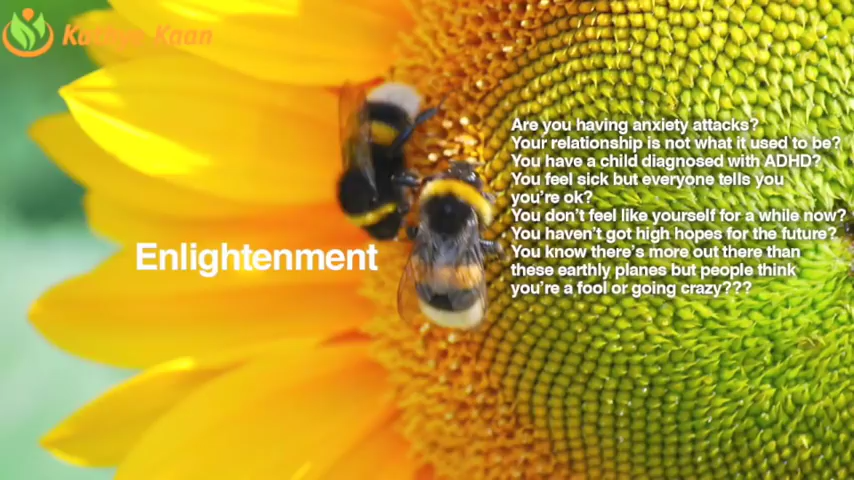 Enlightenment
Are you having anxiety attacks?
Your relationship is not what it used to be?
You have a child diagnosed with ADHD?
You feel sick but everyone tells you
you're ok?
You don't feel like yourself for a while now?
You haven't got high hopes for the future?
You know there's more out there than
these earthly planes but people think
you're a fool or going crazy???